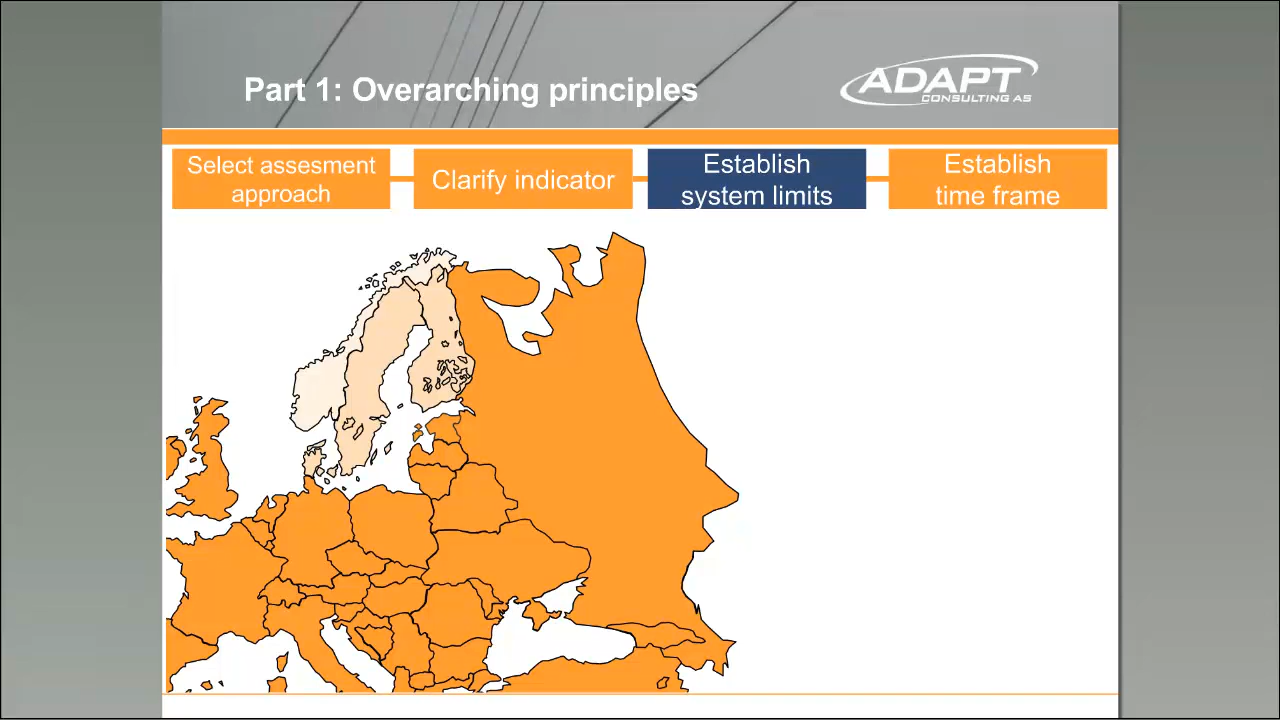 Part 1: Overarching principles
ADAPT
CONSULTING AS
Select assesment
approach
Clarify indicator
Establish
system limits
Establish
time frame